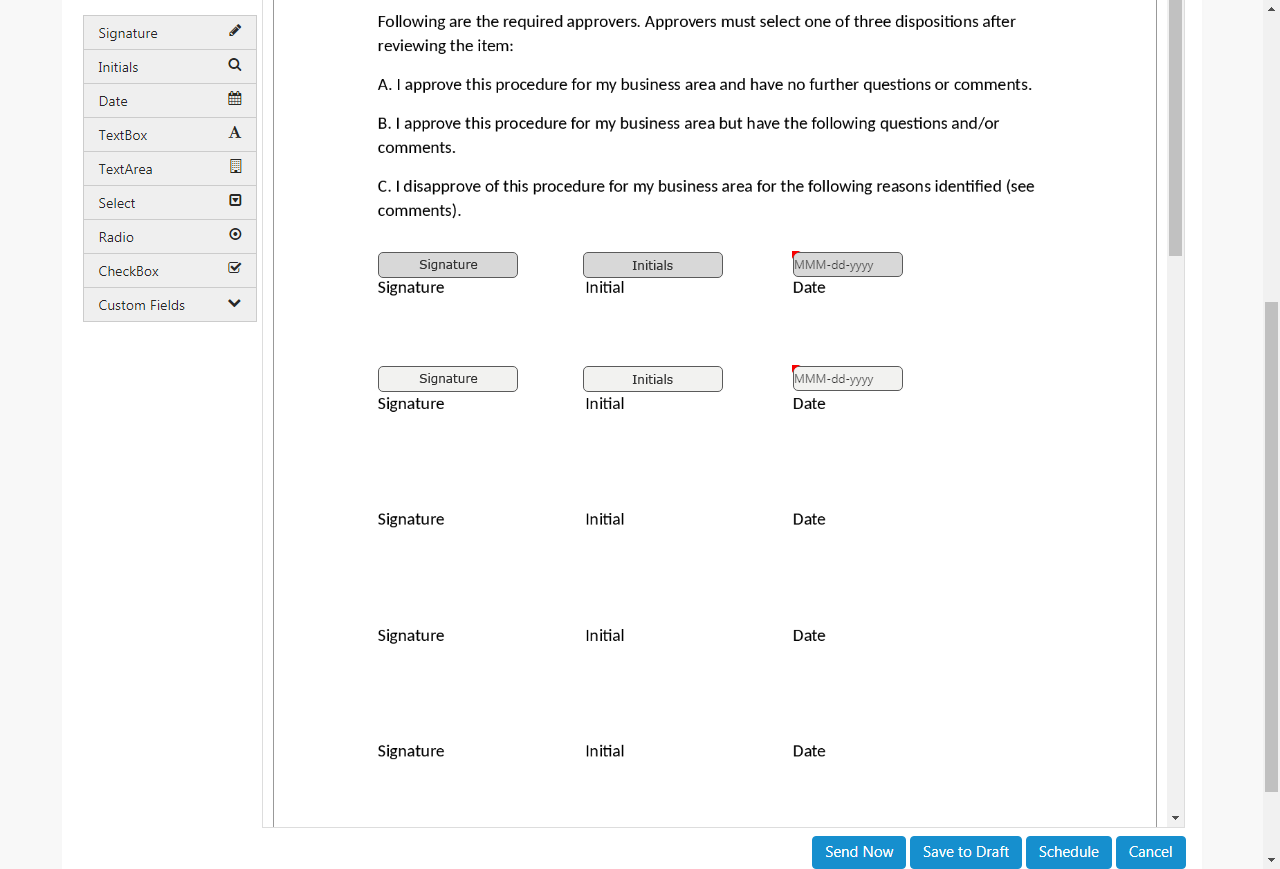 Signature
Initials
Date
TextBox
TextArea
Select
Radio
CheckBox
Custom Fields
Following are the required approvers. Approvers must select one of three dispositions after
reviewing the item:
A. I approve this procedure for my business area and have no further questions or comments.
B. I approve this procedure for my business area but have the following questions and/or
comments.
C. I disapprove of this procedure for my business area for the following reasons identified (see
comments).
Signature Initials MMM-dd-yyyy
Signature Initial Date
Signature Initials MMM-dd-yyyy
Signature Initial Date
Signature Initial Date
Signature Initial Date
Signature Initial Date
Send Now Save to Draft Schedule Cancel